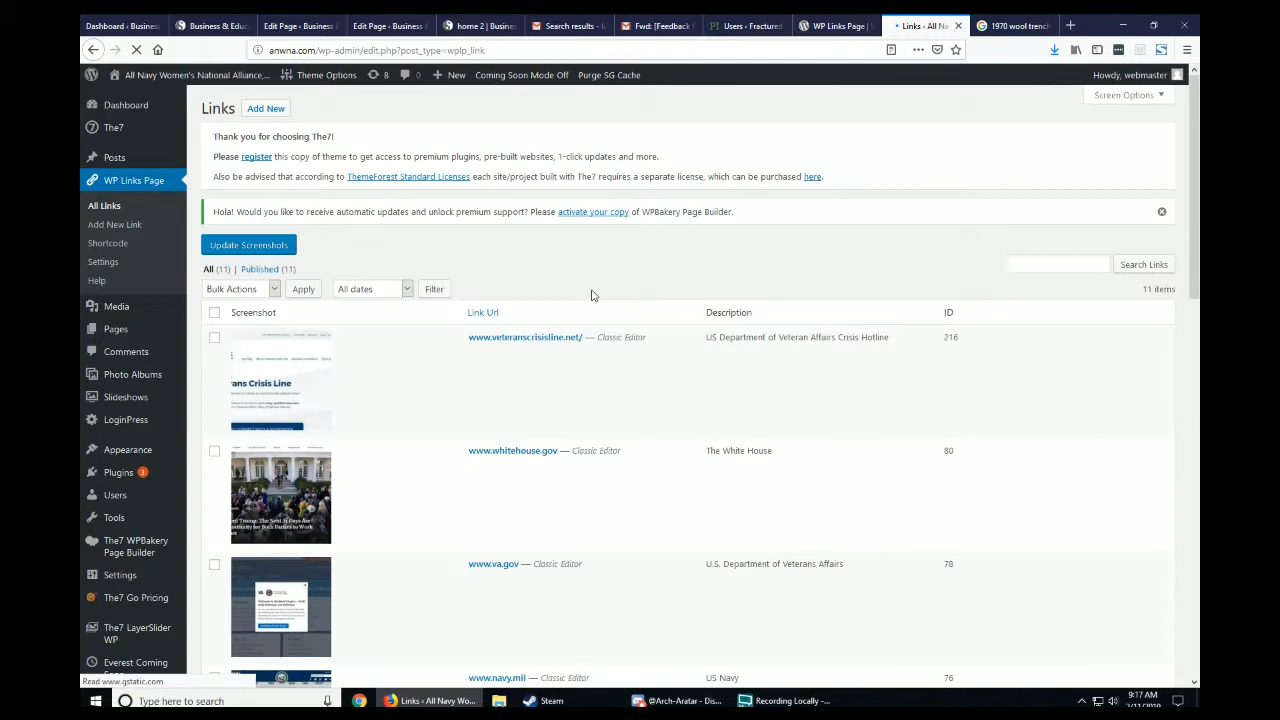 Dashboard ‹ Business
Business & Educ
Edit Page ‹ Business &
Edit Page ‹ Business &
home 2 | Business
Search results -
Fwd: [Feedback f
Users ‹ Fractured
WP Links Page |
Links ‹ All Na
1970 wool trench
anwna.com/wp-admin/edit.php?post_type=wplp_link
All Navy Women's National Alliance,... Theme Options 8 0 New Coming Soon Mode Off Purge SG Cache Howdy, webmaster
Dashboard
The7
Posts
WP Links Page
All Links
Add New Link
Shortcode
Settings
Help
Media
Pages
Comments
Photo Albums
Slideshows
LoginPress
Appearance
Plugins 3
Users
Tools
The7 WPBakery
Page Builder
Settings
The7 Go Pricing
The7 LayerSlider
WP
Everest Coming
Read www.gstatic.com
Links Add New
Screen Options
Thank you for choosing The7!
Please register this copy of theme to get access to premium plugins, pre-built websites, 1-click updates and more.
Also be advised that according to ThemeForest Standard Licenses each site/project built with The7 requires a separate license, which can be purchased here.
Hola! Would you like to receive automatic updates and unlock premium support? Please activate your copy of WPBakery Page Builder.
Update Screenshots
All (11) | Published (11)
Search Links
Bulk Actions Apply All dates Filter
11 items
Screenshot Link Url Description ID
www.veteranscrisisline.net/ — Classic Editor US Department of Veteran Affairs Crisis Hotline 216
rans Crisis Line
www.whitehouse.gov — Classic Editor The White House 80
www.va.gov — Classic Editor U.S. Department of Veterans Affairs 78
www.navy.mil — Classic Editor US Navy 76
Type here to search
Links ‹ All Navy Wo...
Steam
@Arch-Aratar - Dis...
Recording Locally -...
9:17 AM
2/11/2019